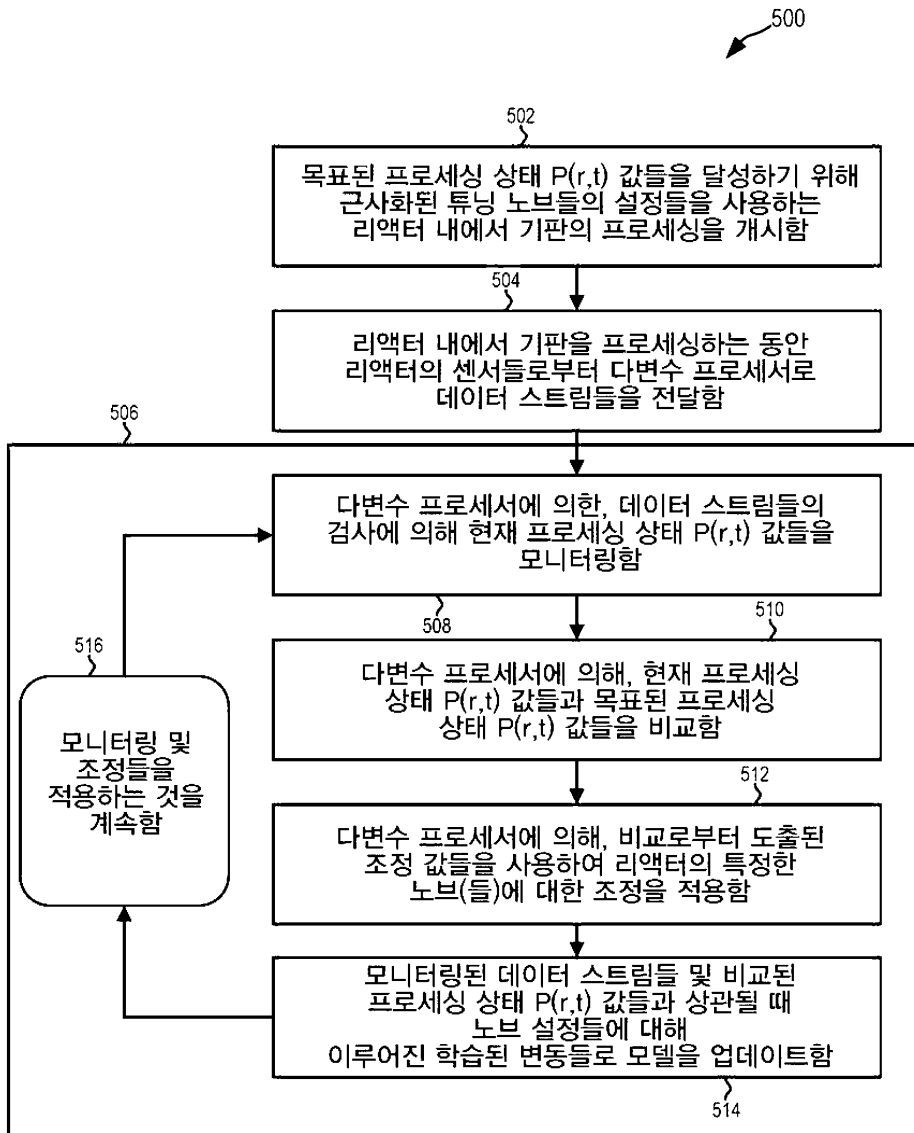 500
502
목표된 프로세싱 상태 P(r,t) 값들을 달성하기 위해
근사화된 튜닝 노브들의 설정들을 사용하는
리액터 내에서 기판의 프로세싱을 개시함
504
리액터 내에서 기판을 프로세싱하는 동안
리액터의 센서들로부터 다변수 프로세서로
데이터 스트림들을 전달함
506
다변수 프로세서에 의한, 데이터 스트림들의
검사에 의해 현재 프로세싱 상태 P(r,t) 값들을
모니터링함
508
510
다변수 프로세서에 의해, 현재 프로세싱
상태 P(r,t) 값들과 목표된 프로세싱
상태 P(r,t) 값들을 비교함
516
모니터링 및
조정들을
적용하는 것을
계속함
512
다변수 프로세서에 의해, 비교로부터 도출된
조정 값들을 사용하여 리액터의 특정한
노브(들)에 대한 조정을 적용함
모니터링된 데이터 스트림들 및 비교된
프로세싱 상태 P(r,t) 값들과 상관될 때
노브 설정들에 대해
이루어진 학습된 변동들로 모델을 업데이트함
514